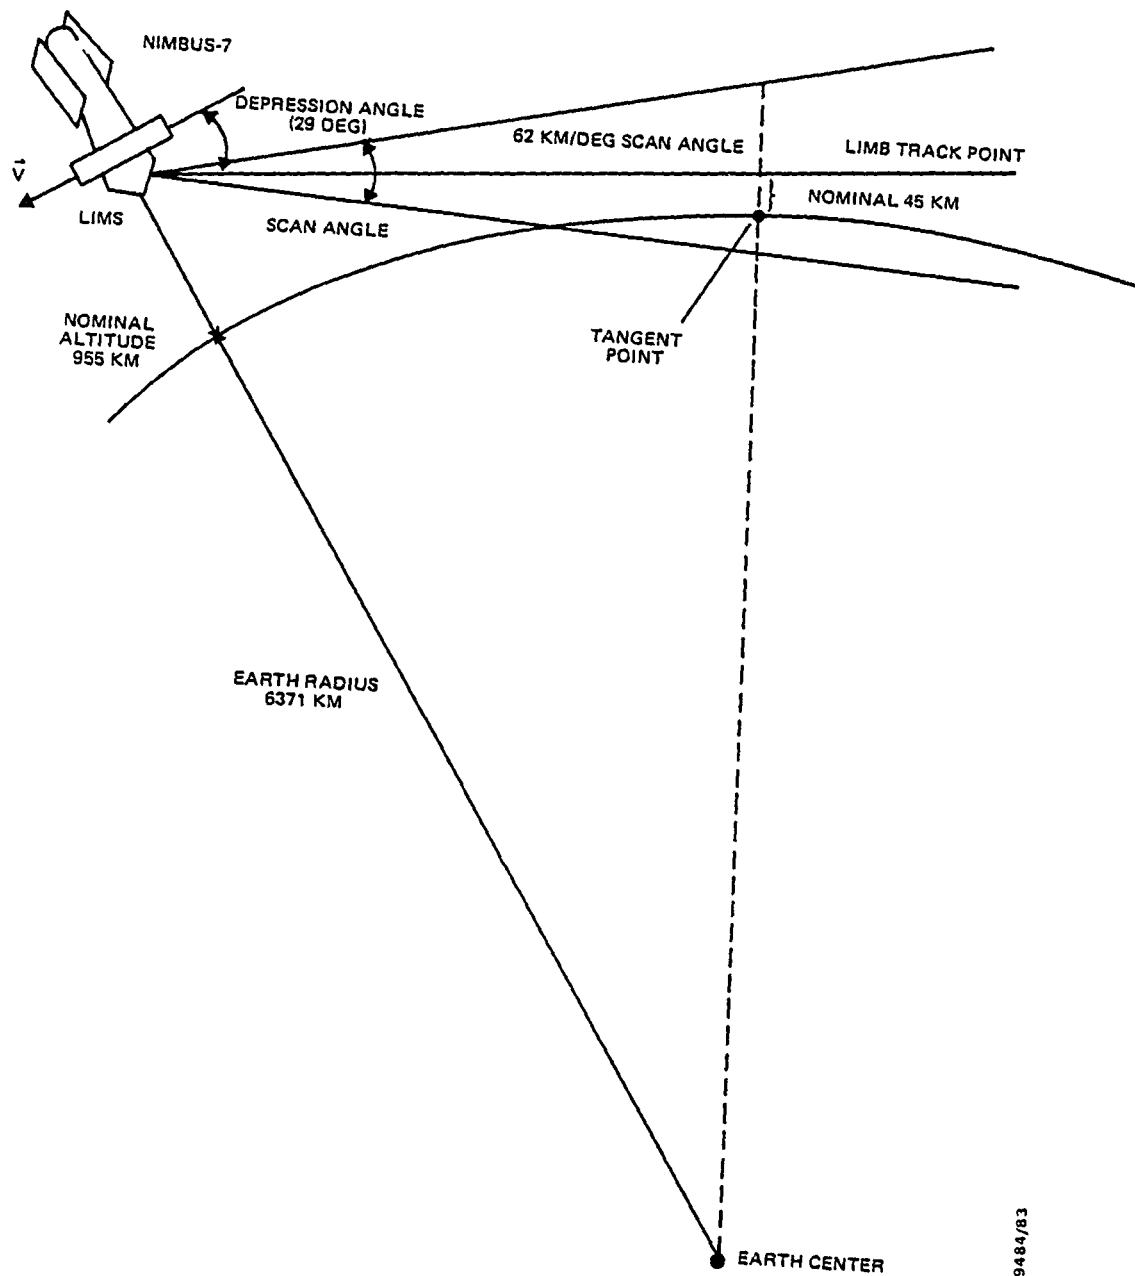 NIMBUS-7
DEPRESSION ANGLE
(29 DEG)
62 KM/DEG SCAN ANGLE
LIMB TRACK POINT
V
NOMINAL 45 KM
LIMS
SCAN ANGLE
NOMINAL
ALTITUDE
955 KM
TANGENT
POINT
EARTH RADIUS
6371 KM
EARTH CENTER
9484/83